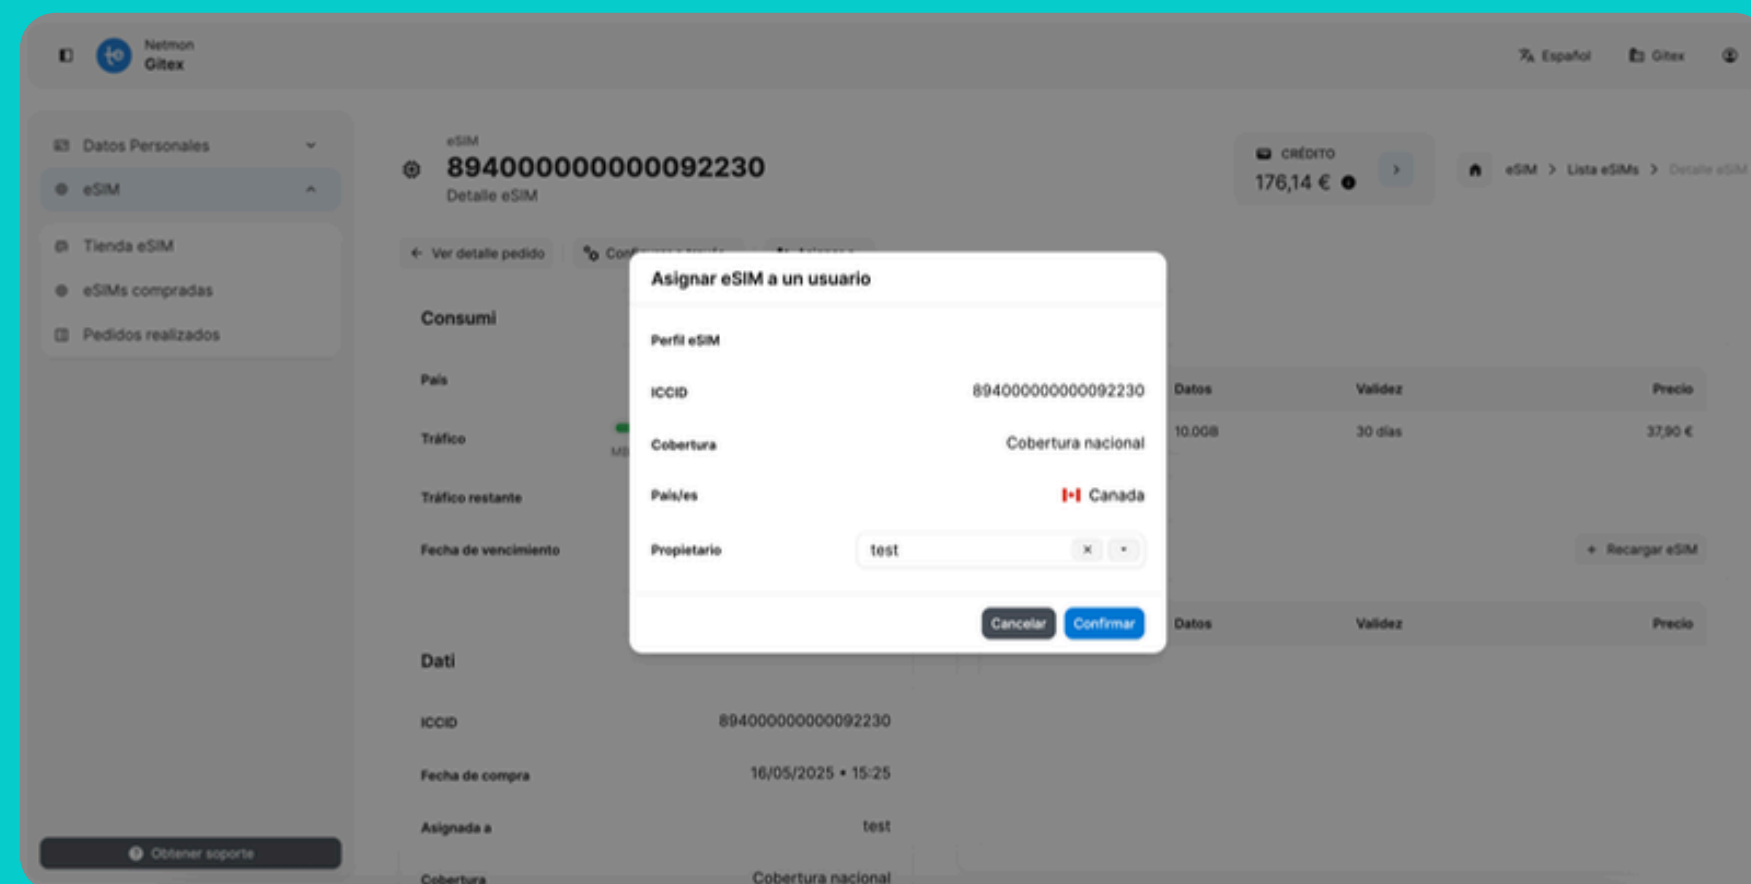 Netmon
Gitex
Español
Gitex
Datos Personales
eSIM
Tienda eSIM
eSIMs compradas
Pedidos realizados
Obtener soporte
eSIM
894000000000092230
Detalle eSIM
CRÉDITO
176,14 €
eSIM > Lista eSIMs > Detalle eSIM
Ver detalle pedido
Consumi
País
Tráfico
Tráfico restante
Fecha de vencimiento
Datos Validez Precio
10.0GB 30 días 37,90 €
+ Recargar eSIM
Datos Validez Precio
Asignar eSIM a un usuario
Perfil eSIM
ICCID 894000000000092230
Cobertura Cobertura nacional
País/es Canada
Propietario test
Cancelar Confirmar
Dati
ICCID 894000000000092230
Fecha de compra 16/05/2025 • 15:25
Asignada a test
Cobertura Cobertura nacional